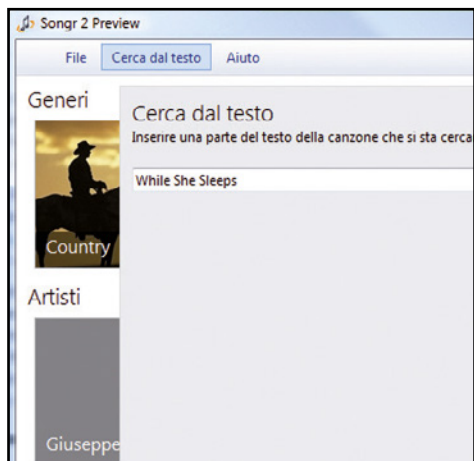 Songr 2 Preview
File Cerca dal testo Aiuto
Generi
Cerca dal testo
Inserire una parte del testo della canzone che si sta cerca
While She Sleeps
Country
Artisti
Giuseppe